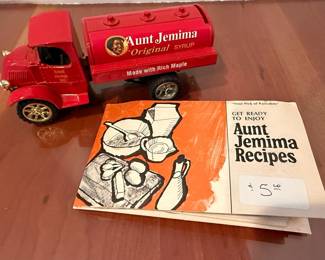 Aunt Jemima
Original SYRUP
Made with Rich Maple
GET READY
TO ENJOY
Aunt
Jemima
Recipes
$5